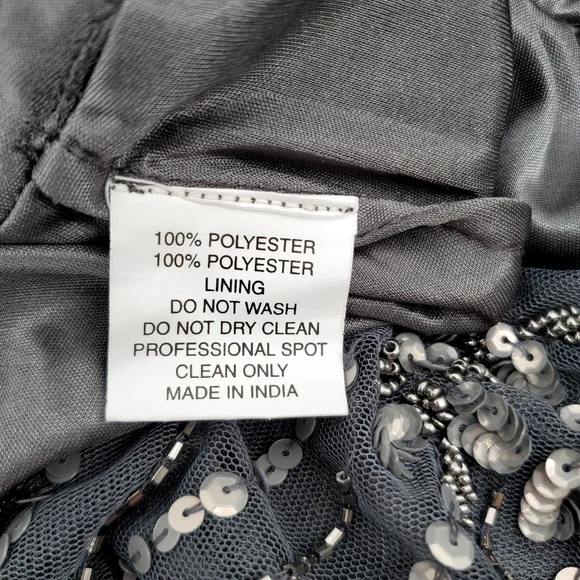 100% POLYESTER
100% POLYESTER
LINING
DO NOT WASH
DO NOT DRY CLEAN
PROFESSIONAL SPOT
CLEAN ONLY
MADE IN INDIA